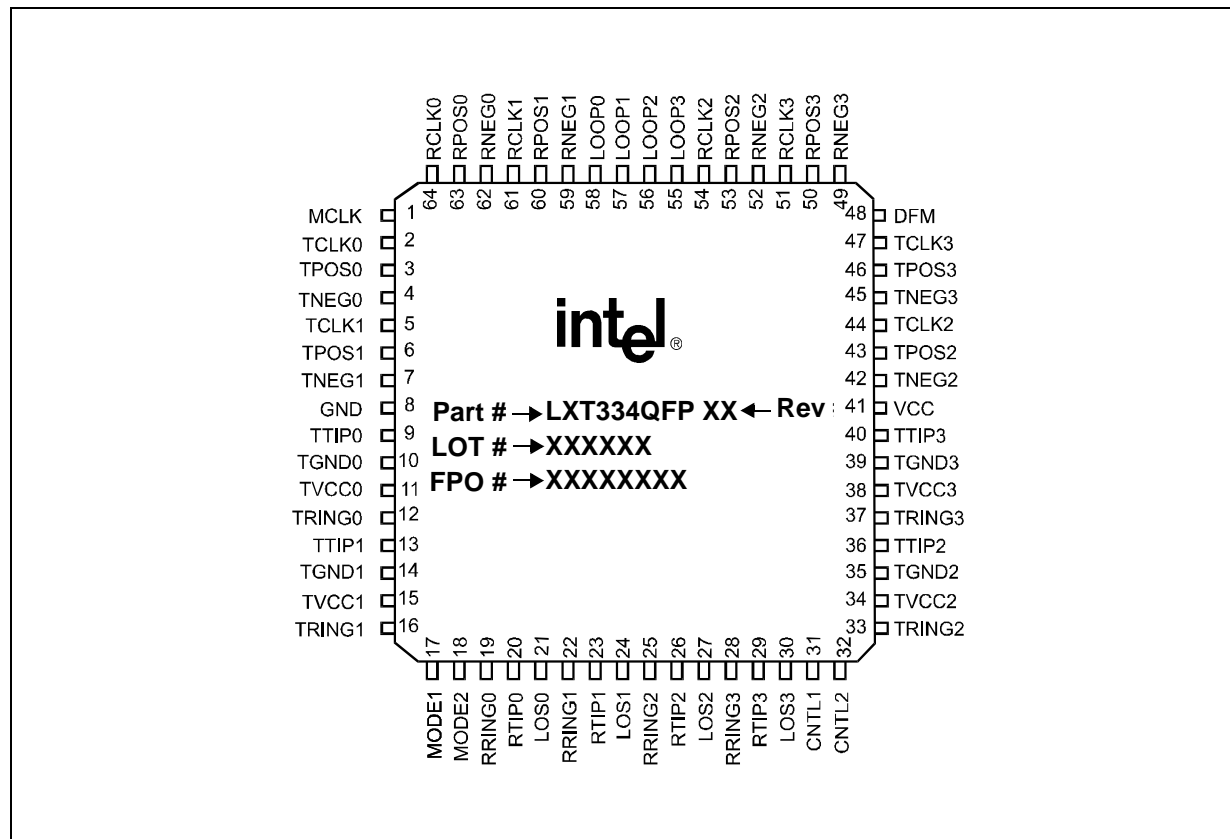 RCLK0 RPOS0 RNEG0 RCLK1 RPOS1 RNEG1 LOOP0 LOOP1 LOOP2 LOOP3 RCLK2 RPOS2 RNEG2 RCLK3 RPOS3 RNEG3
64 63 62 61 60 59 58 57 56 55 54 53 52 51 50 49
MCLK 1 48 DFM
TCLK0 2 47 TCLK3
TPOS0 3 46 TPOS3
TNEG0 4 45 TNEG3
TCLK1 5 44 TCLK2
TPOS1 6 43 TPOS2
TNEG1 7 42 TNEG2
intel®
GND 8 Part # → LXT334QFP XX ← Rev 41 VCC
TTIP0 9 LOT # → XXXXXX 40 TTIP3
TGND0 10 39 TGND3
TVCC0 11 FPO # → XXXXXXXX 38 TVCC3
TRING0 12 37 TRING3
TTIP1 13 36 TTIP2
TGND1 14 35 TGND2
TVCC1 15 34 TVCC2
TRING1 16 33 TRING2
17 18 19 20 21 22 23 24 25 26 27 28 29 30 31 32
MODE1 MODE2 RRING0 RTIP0 LOS0 RRING1 RTIP1 LOS1 RRING2 RTIP2 LOS2 RRING3 RTIP3 LOS3 CNTL1 CNTL2